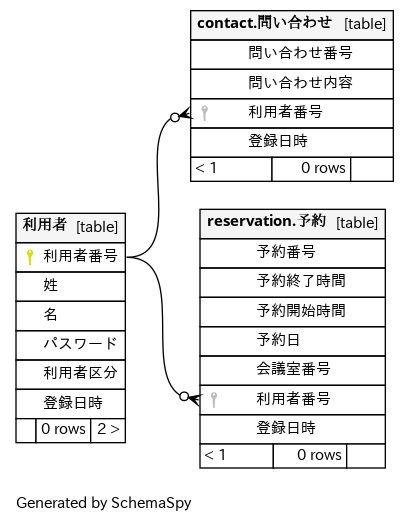 contact.問い合わせ [table]
問い合わせ番号
問い合わせ内容
利用者番号
登録日時
< 1 0 rows
利用者 [table]
利用者番号
姓
名
パスワード
利用者区分
登録日時
0 rows 2 >
reservation.予約 [table]
予約番号
予約終了時間
予約開始時間
予約日
会議室番号
利用者番号
登録日時
< 1 0 rows
Generated by SchemaSpy